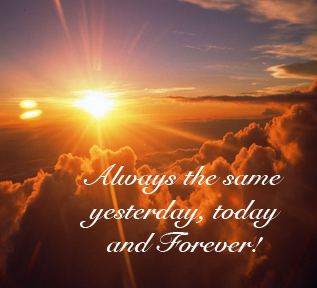 Always the same
yesterday, today
and Forever!